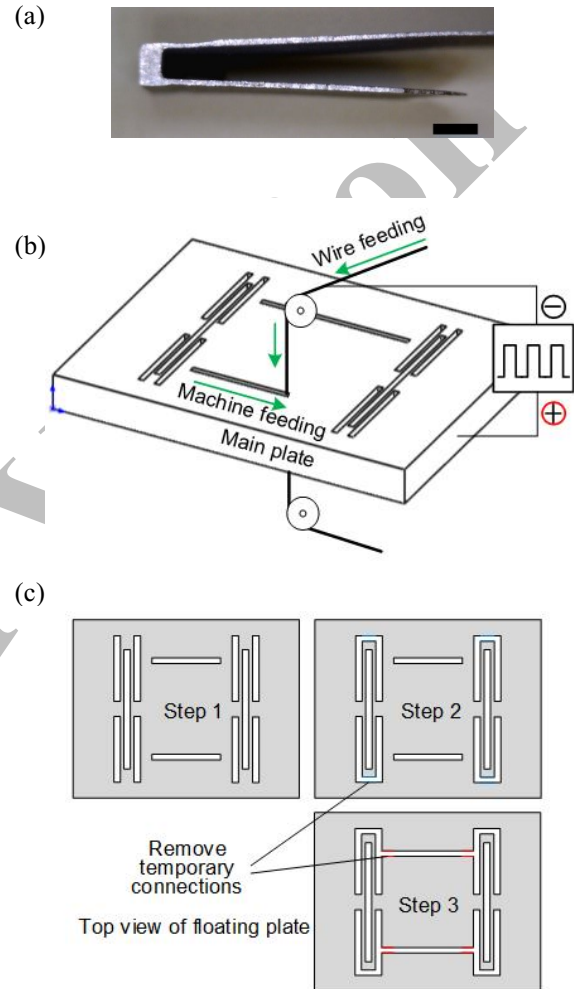 (a)
(b)
Wire feeding
Machine feeding
Main plate
(c)
Step 1
Step 2
Remove
temporary
connections
Step 3
Top view of floating plate